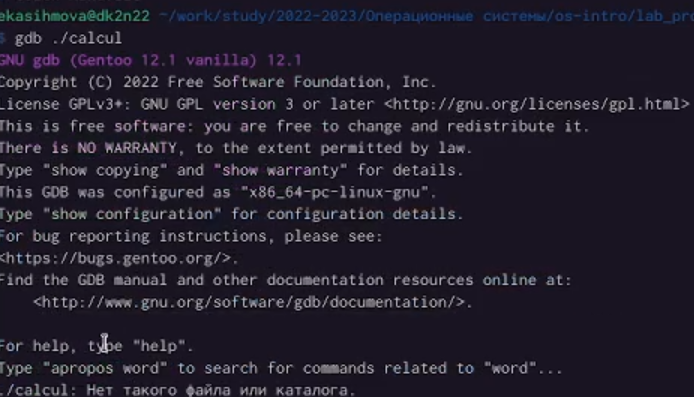 ekasihmova@dk2n22 ~/work/study/2022-2023/Операционные системы/os-intro/lab_pr
$ gdb ./calcul
GNU gdb (Gentoo 12.1 vanilla) 12.1
Copyright (C) 2022 Free Software Foundation, Inc.
License GPLv3+: GNU GPL version 3 or later <http://gnu.org/licenses/gpl.html>
This is free software: you are free to change and redistribute it.
There is NO WARRANTY, to the extent permitted by law.
Type "show copying" and "show warranty" for details.
This GDB was configured as "x86_64-pc-linux-gnu".
Type "show configuration" for configuration details.
For bug reporting instructions, please see:
<https://bugs.gentoo.org/>.
Find the GDB manual and other documentation resources online at:
<http://www.gnu.org/software/gdb/documentation/>.
For help, type "help".
Type "apropos word" to search for commands related to "word"...
./calcul: Нет такого файла или каталога.